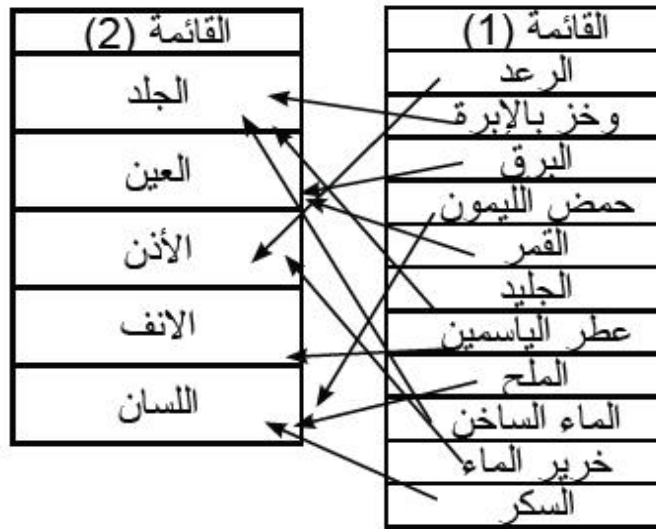 القائمة (1)
الرعد
وخز بالإبرة
البرق
حمض الليمون
القمر
الجليد
عطر الياسمين
الملح
الماء الساخن
خرير الماء
السكر
القائمة (2)
الجلد
العين
الأذن
الانف
اللسان